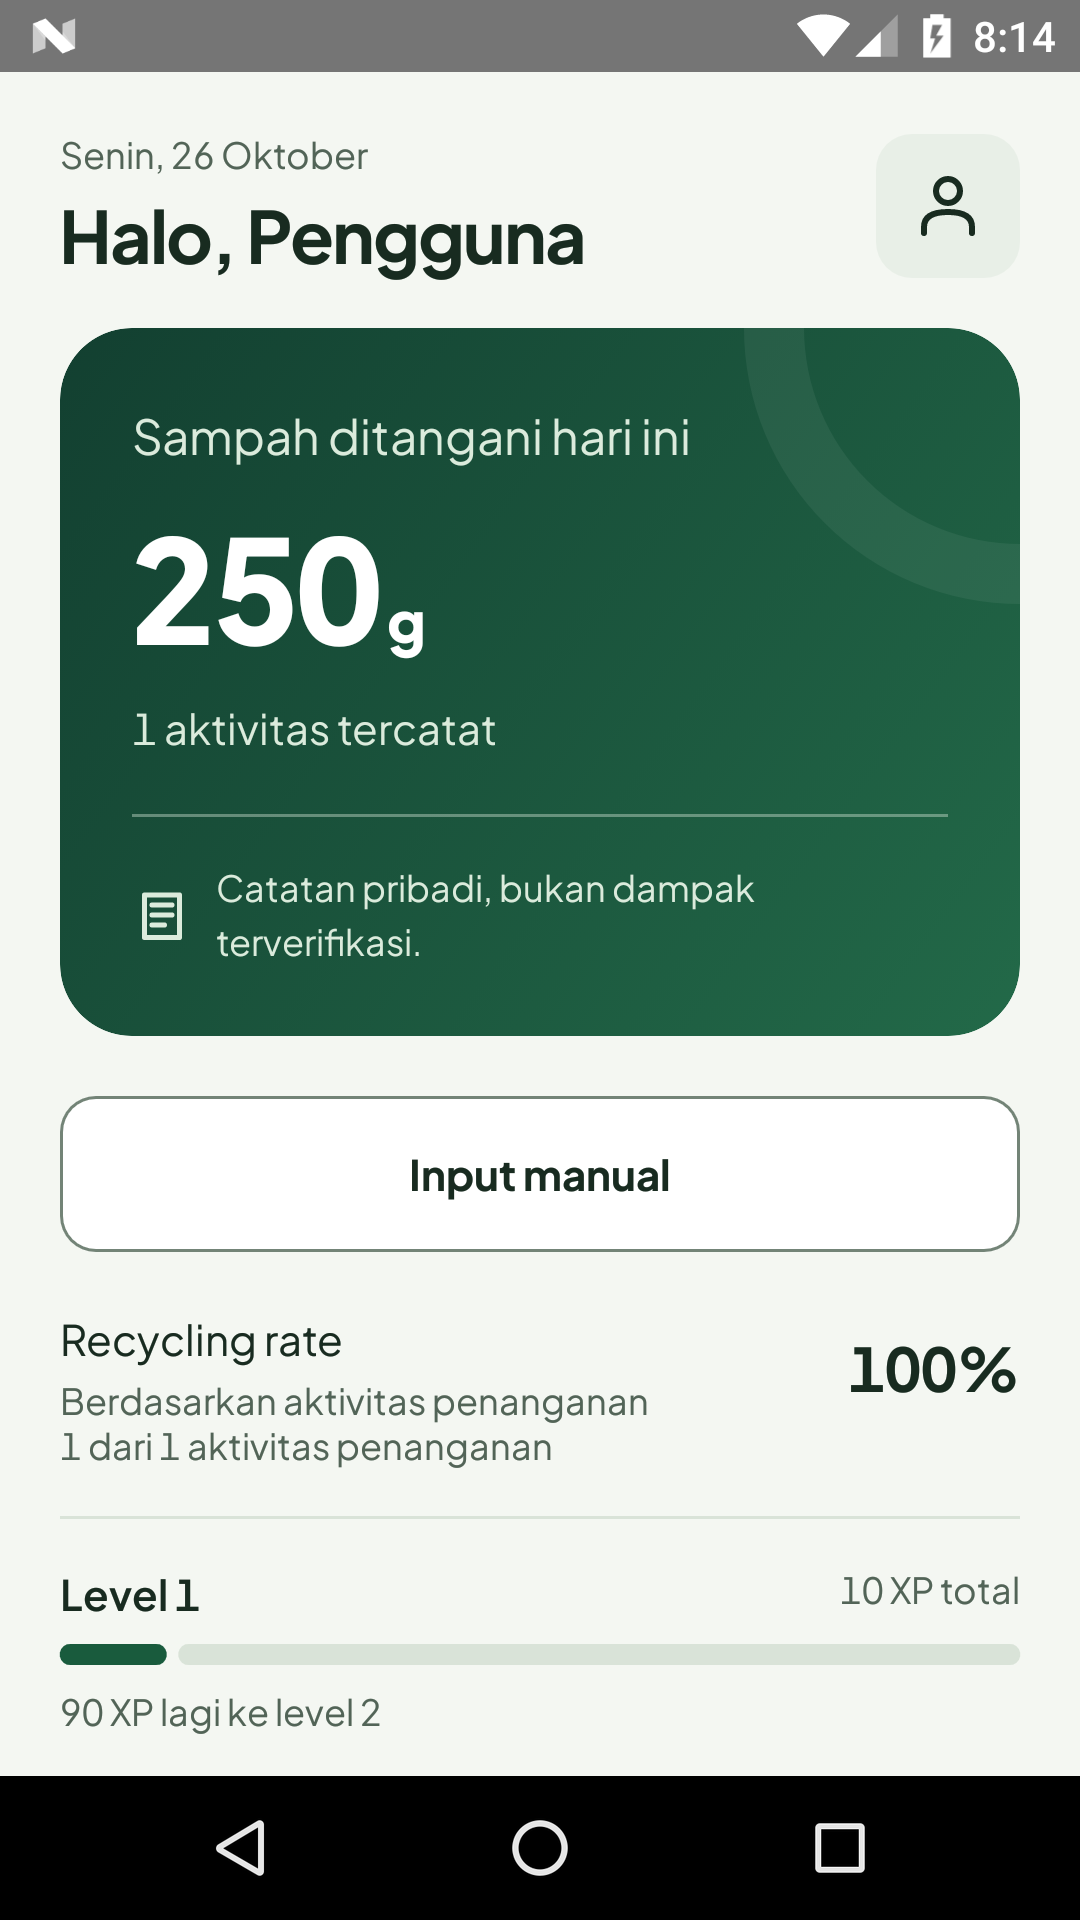 8:14
Senin, 26 Oktober
Halo, Pengguna
Sampah ditangani hari ini
250g
1 aktivitas tercatat
Catatan pribadi, bukan dampak
terverifikasi.
Input manual
Recycling rate
100%
Berdasarkan aktivitas penanganan
1 dari 1 aktivitas penanganan
Level 1
10 XP total
90 XP lagi ke level 2